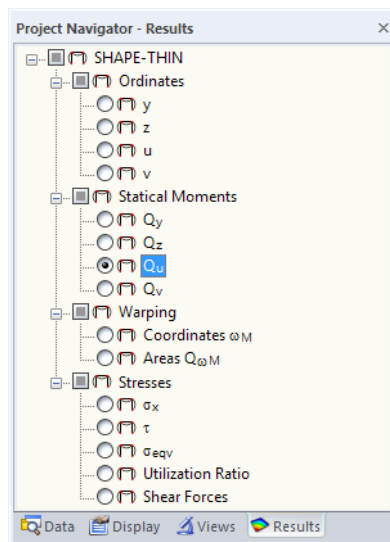 Project Navigator - Results
SHAPE-THIN
Ordinates
y
z
u
v
Statical Moments
Qy
Qz
Qu
Qv
Warping
Coordinates ωM
Areas QωM
Stresses
σx
τ
σeqv
Utilization Ratio
Shear Forces
Data Display Views Results